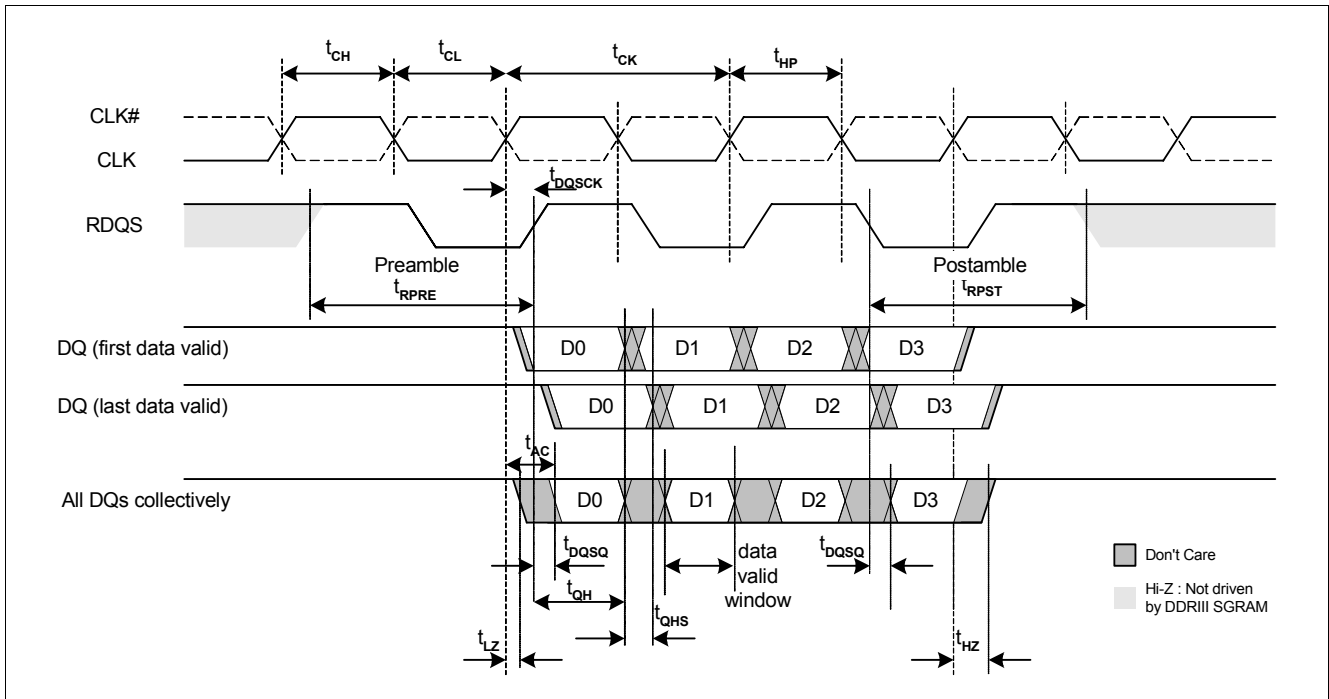 tCH tCL tCK tHP
CLK#
CLK
tDQSCK
RDQS
Preamble
tRPRE
Postamble
tRPST
DQ (first data valid) D0 D1 D2 D3
DQ (last data valid) D0 D1 D2 D3
tAC
All DQs collectively D0 D1 D2 D3
tDQSQ
data
valid
window
tDQSQ
tQH
tQHS
tLZ
tHZ
Don't Care
Hi-Z : Not driven
by DDRIII SGRAM